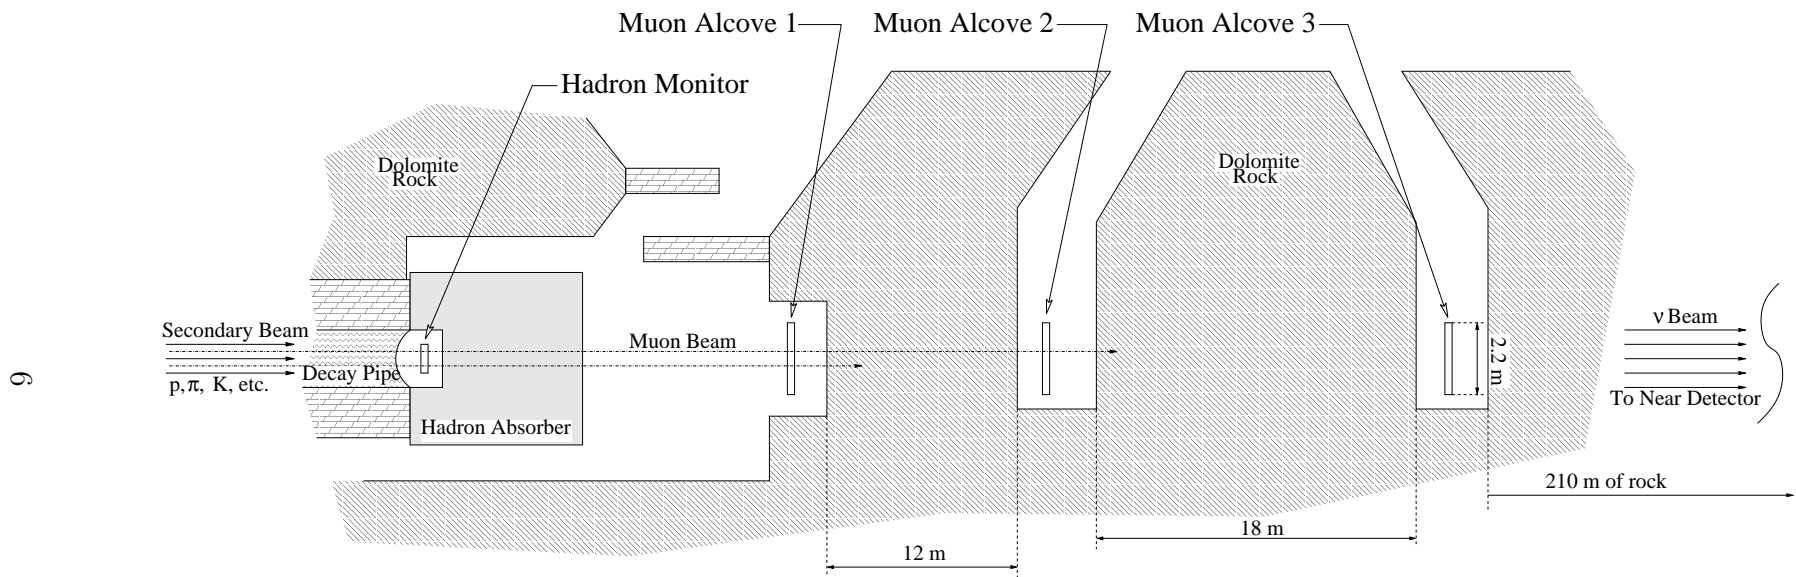 Muon Alcove 1
Muon Alcove 2
Muon Alcove 3
Hadron Monitor
Dolomite
Rock
Dolomite
Rock
Secondary Beam
p,π, K, etc.
Decay Pipe
Hadron Absorber
Muon Beam
2.2 m
ν Beam
To Near Detector
210 m of rock
18 m
12 m
6